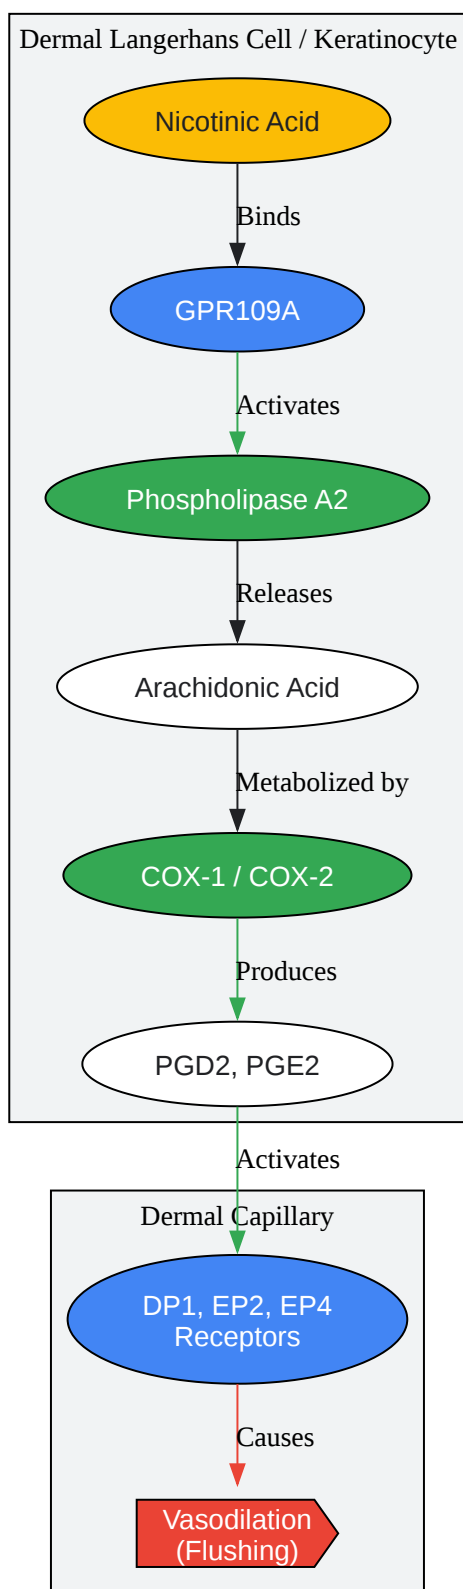 Dermal Langerhans Cell / Keratinocyte
Nicotinic Acid
Binds
GPR109A
Activates
Phospholipase A2
Releases
Arachidonic Acid
Metabolized by
COX-1 / COX-2
Produces
PGD2, PGE2
Activates
Dermal Capillary
DP1, EP2, EP4
Receptors
Causes
Vasodilation
(Flushing)